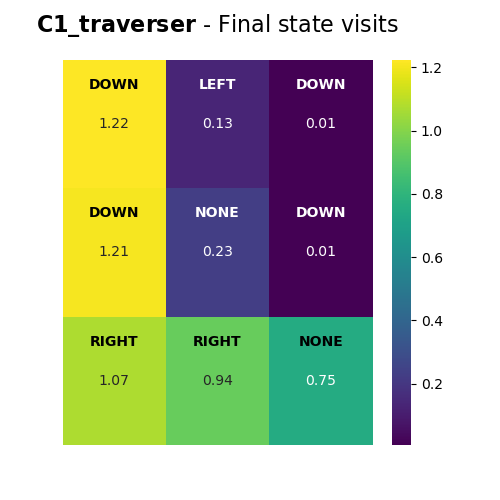 C1_traverser - Final state visits
DOWN LEFT DOWN
1.22 0.13 0.01
DOWN NONE DOWN
1.21 0.23 0.01
RIGHT RIGHT NONE
1.07 0.94 0.75
1.2
1.0
0.8
0.6
0.4
0.2